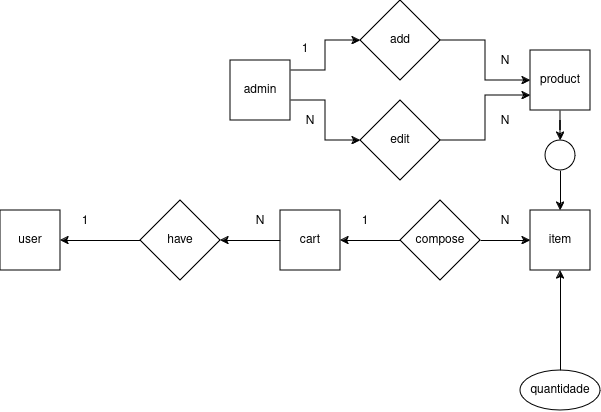 add
1
N
admin
product
N
edit
N
1
N
1
N
user
have
cart
compose
item
quantidade